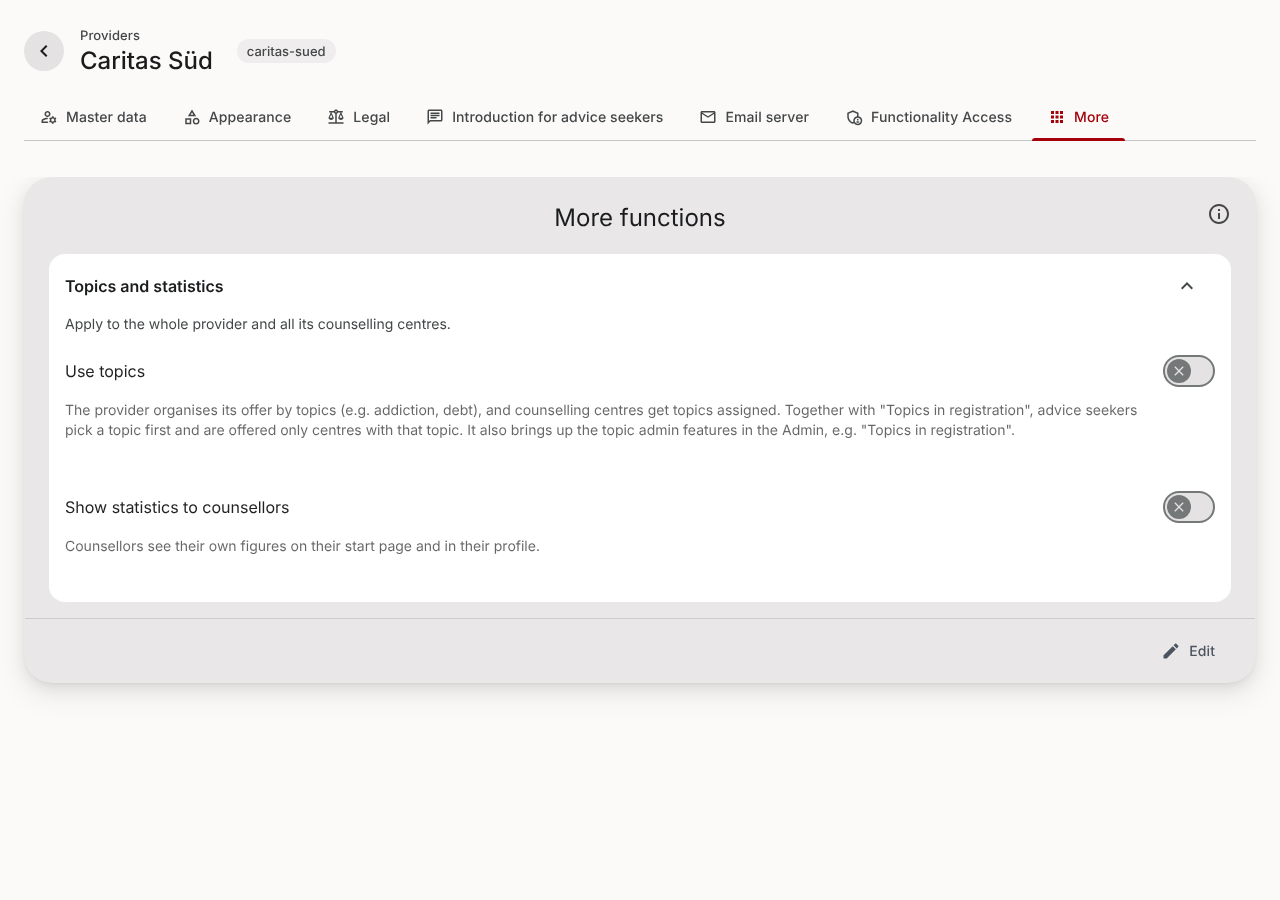 Providers
Caritas Süd
caritas-sued
Master data
Appearance
Legal
Introduction for advice seekers
Email server
Functionality Access
More
More functions
Topics and statistics
Apply to the whole provider and all its counselling centres.
Use topics
The provider organises its offer by topics (e.g. addiction, debt), and counselling centres get topics assigned. Together with "Topics in registration", advice seekers
pick a topic first and are offered only centres with that topic. It also brings up the topic admin features in the Admin, e.g. "Topics in registration".
Show statistics to counsellors
Counsellors see their own figures on their start page and in their profile.
Edit